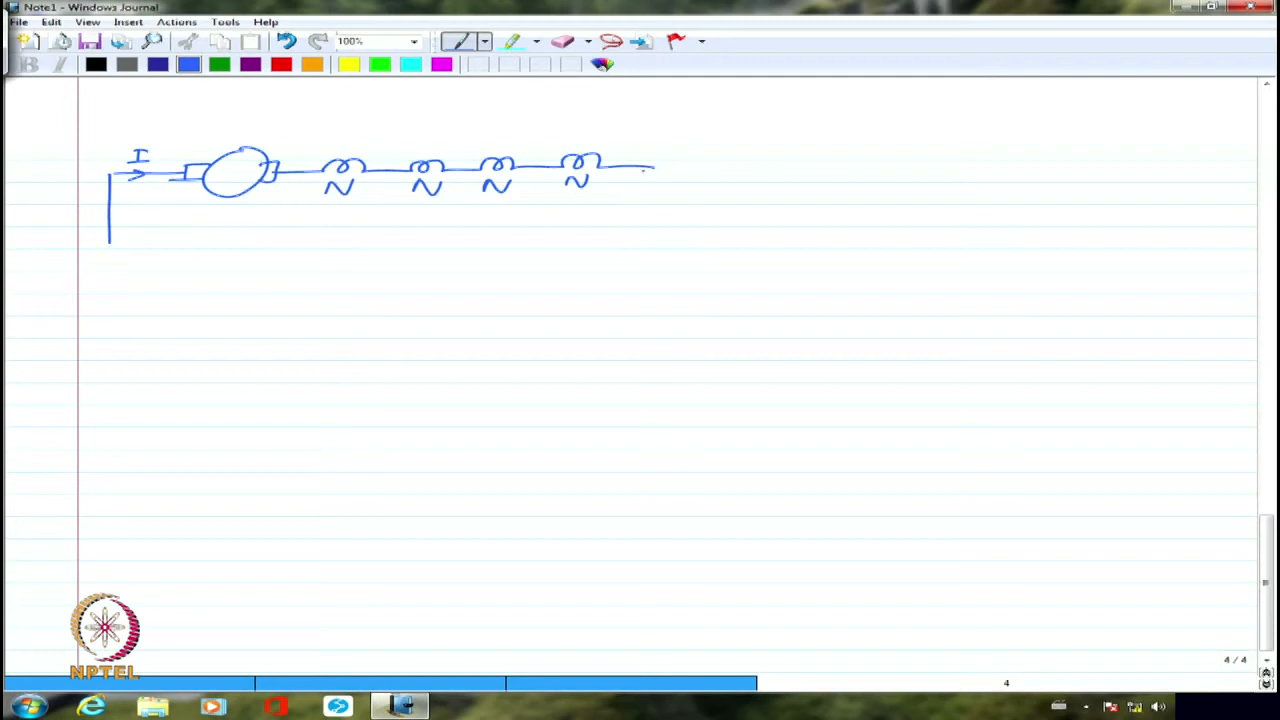 Note1 - Windows Journal
File Edit View Insert Actions Tools Help
100%
B I
I
N N N N
NPTEL
4 / 4
4